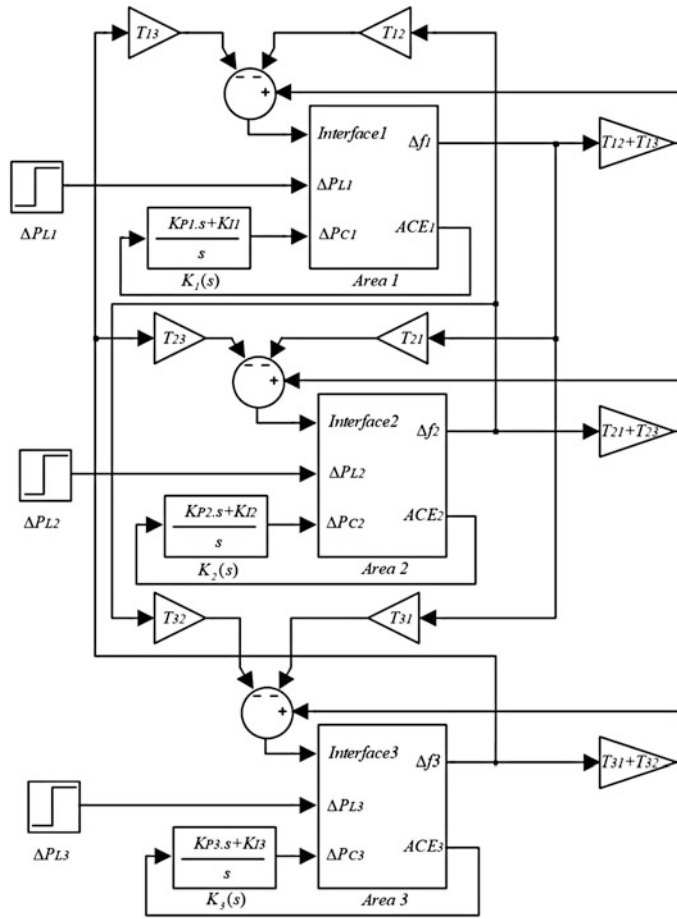 T13
T12
- -
+
Interface1
Δf1
T12+T13
ΔPL1
ΔPL1
KP1.s+KI1
s
ΔPC1
ACE1
K1(s)
Area 1
T23
T21
- -
+
Interface2
Δf2
T21+T23
ΔPL2
ΔPL2
KP2.s+KI2
s
ΔPC2
ACE2
K2(s)
Area 2
T32
T31
- -
+
Interface3
Δf3
T31+T32
ΔPL3
ΔPL3
KP3.s+KI3
s
ΔPC3
ACE3
K3(s)
Area 3